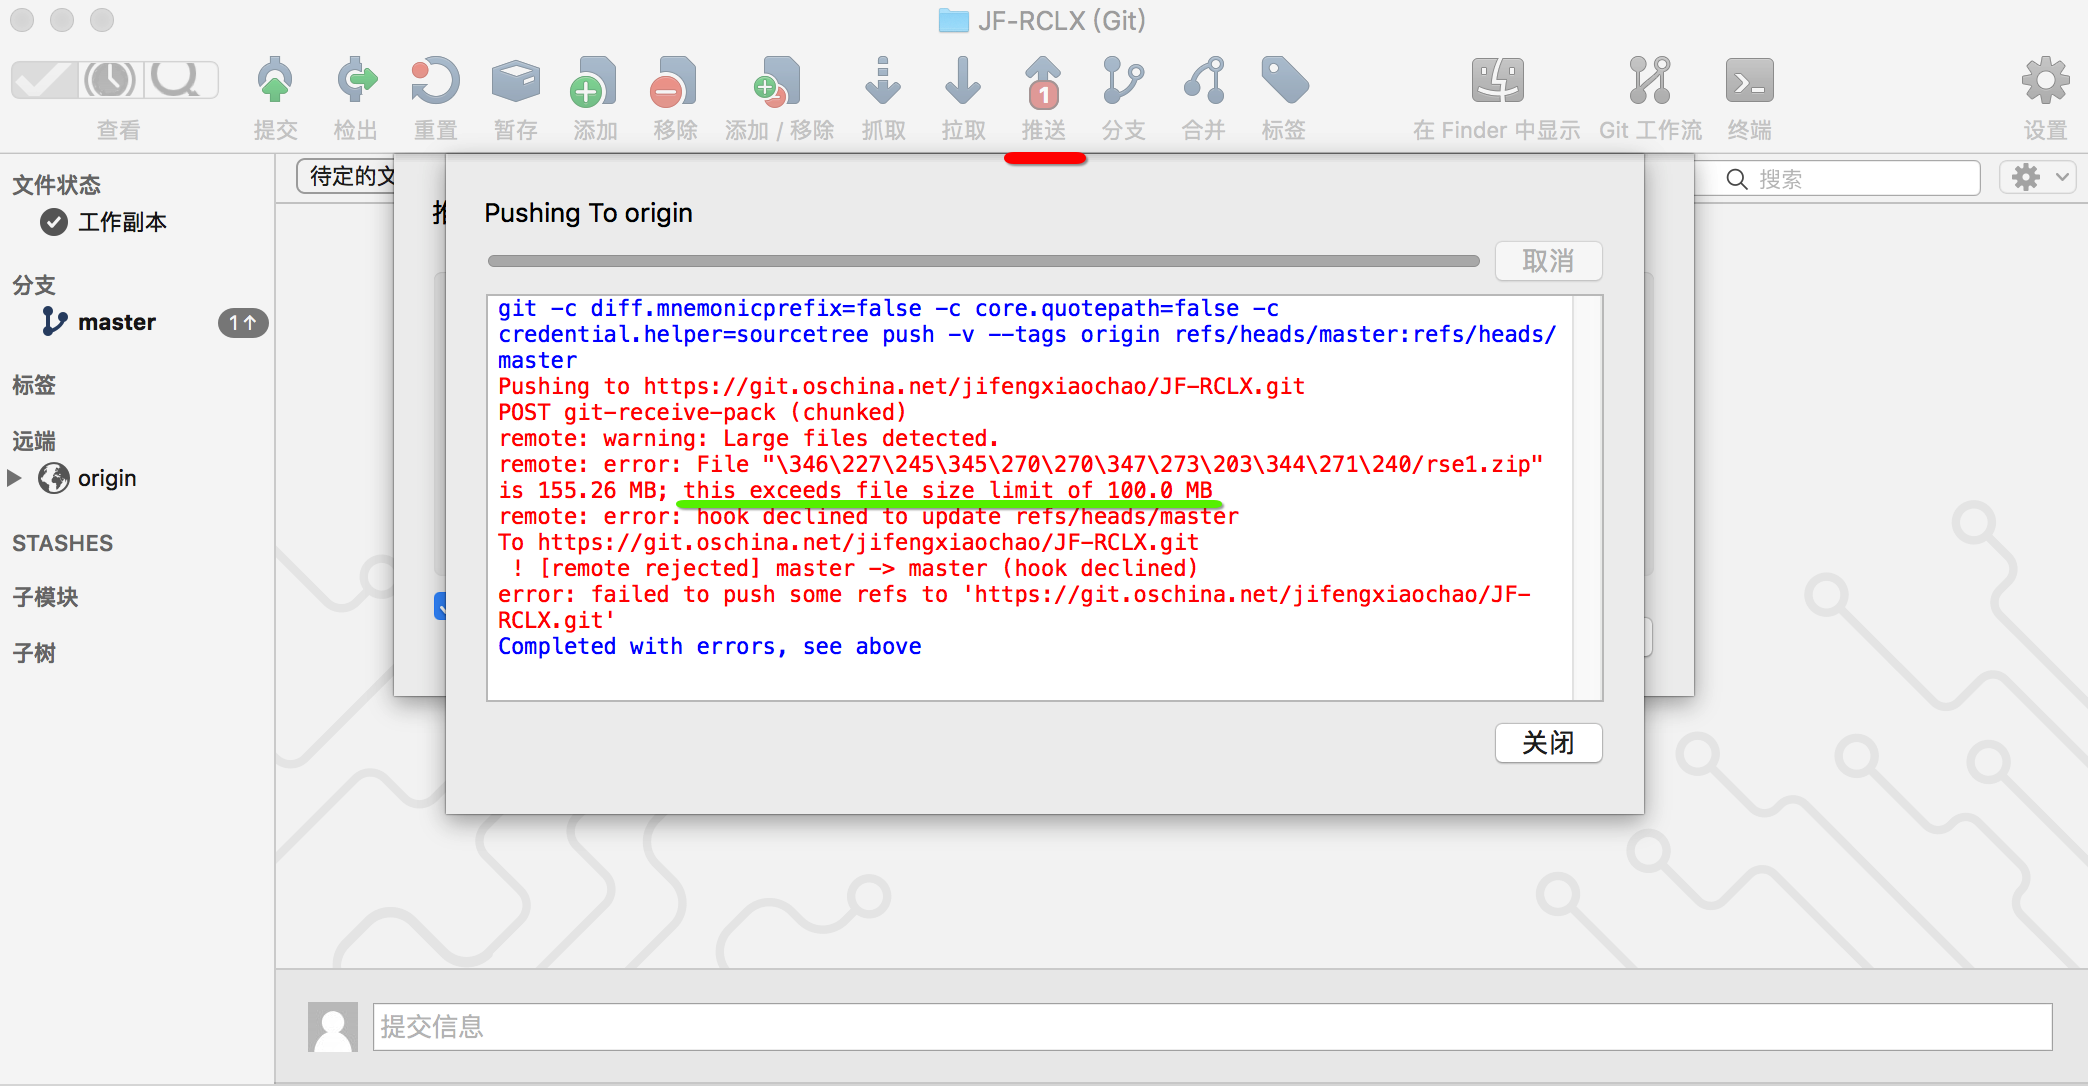 JF-RCLX (Git)
查看
提交
检出
重置
暂存
添加
移除
添加 / 移除
抓取
拉取
1
推送
分支
合并
标签
在 Finder 中显示
Git 工作流
终端
设置
文件状态
工作副本
分支
master
1↑
标签
远端
origin
STASHES
子模块
子树
待定的文
搜索
Pushing To origin
取消
git -c diff.mnemonicprefix=false -c core.quotepath=false -c
credential.helper=sourcetree push -v --tags origin refs/heads/master:refs/heads/
master
Pushing to https://git.oschina.net/jifengxiaochao/JF-RCLX.git
POST git-receive-pack (chunked)
remote: warning: Large files detected.
remote: error: File "\346\227\245\345\270\270\347\273\203\344\271\240/rse1.zip"
is 155.26 MB; this exceeds file size limit of 100.0 MB
remote: error: hook declined to update refs/heads/master
To https://git.oschina.net/jifengxiaochao/JF-RCLX.git
! [remote rejected] master -> master (hook declined)
error: failed to push some refs to 'https://git.oschina.net/jifengxiaochao/JF-
RCLX.git'
Completed with errors, see above
关闭
提交信息